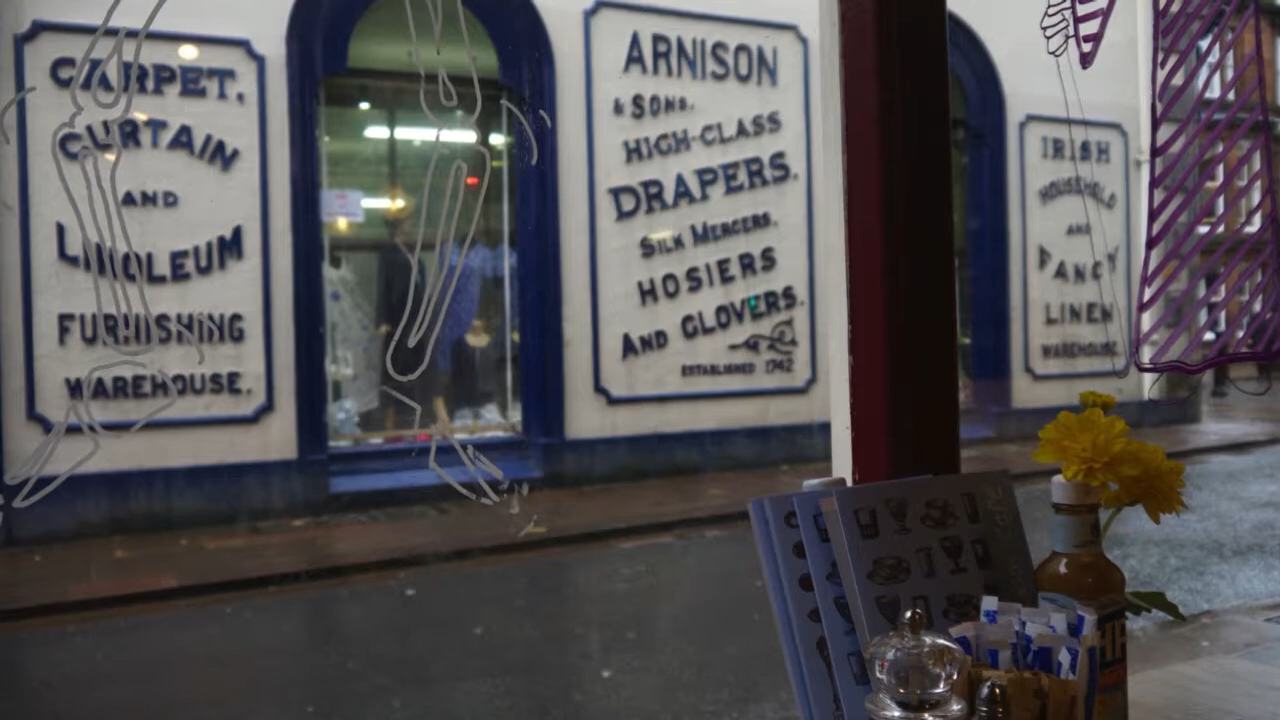 CARPET.
CURTAIN
AND
LINOLEUM
FURNISHING
WAREHOUSE.
ARNISON
& SONS.
HIGH-CLASS
DRAPERS.
SILK MERCERS.
HOSIERS
AND GLOVERS.
ESTABLISHED 1742
IRISH
HOUSEHOLD
AND
FANCY
LINEN
WAREHOUSE
HP